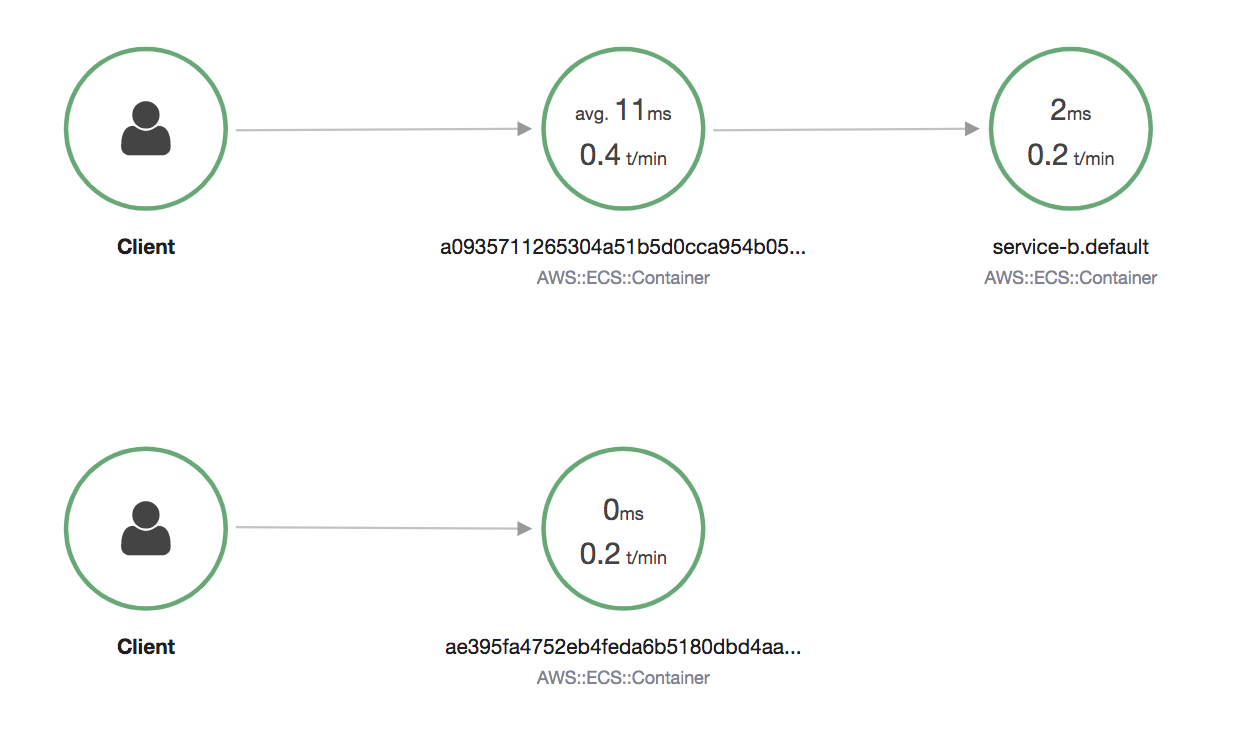 avg. 11ms
0.4 t/min
2ms
0.2 t/min
Client
a0935711265304a51b5d0cca954b05...
service-b.default
AWS::ECS::Container
AWS::ECS::Container
0ms
0.2 t/min
Client
ae395fa4752eb4feda6b5180dbd4aa...
AWS::ECS::Container